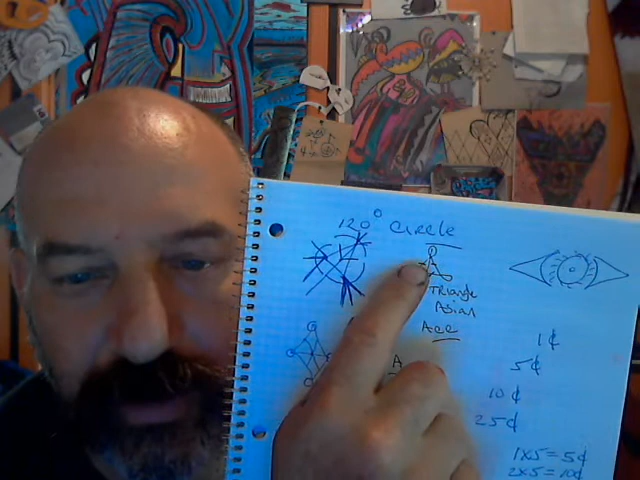 120° Circle
Triangle
Asian
Ace
A
1¢
5¢
10¢
25¢
1x5=5¢
2x5=10¢